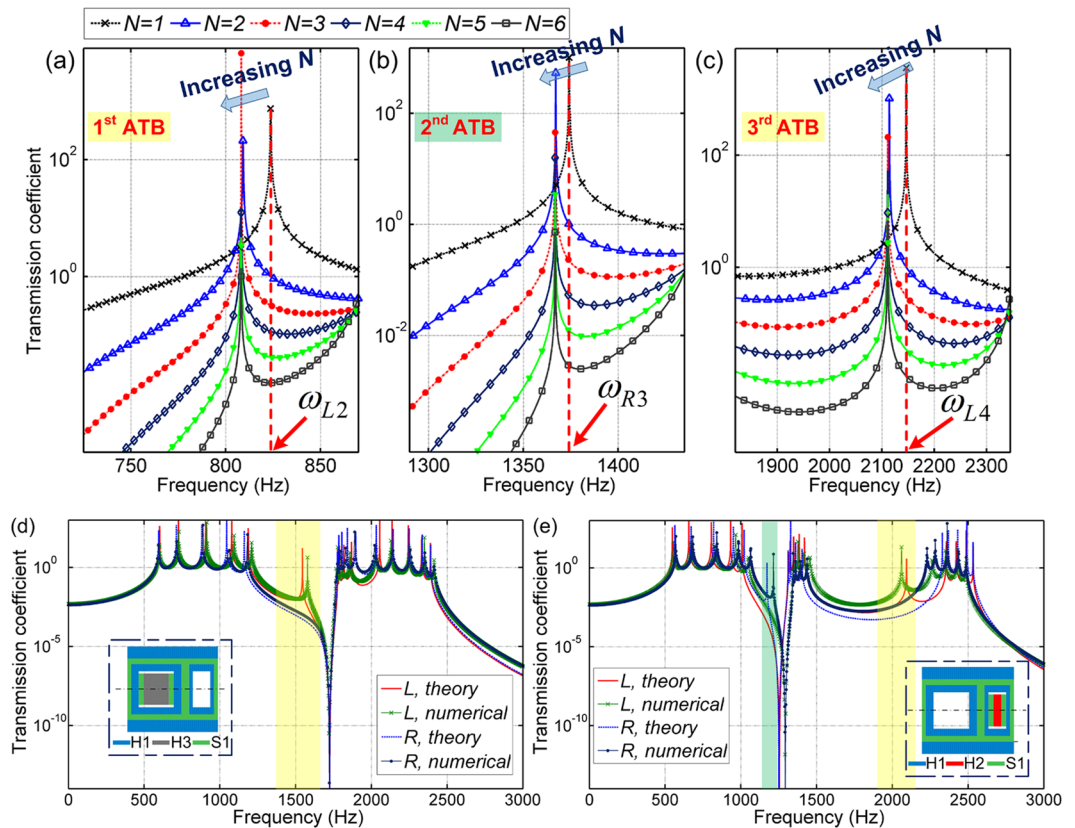 N=1 N=2 N=3 N=4 N=5 N=6
(a)
Increasing N
1st ATB
ωL2
Transmission coefficient
10^2
10^0
750 800 850
Frequency (Hz)
(b)
Increasing N
2nd ATB
ωR3
10^2
10^0
10^-2
1300 1350 1400
Frequency (Hz)
(c)
Increasing N
3rd ATB
ωL4
10^2
10^0
1900 2000 2100 2200 2300
Frequency (Hz)
(d)
Transmission coefficient
10^0
10^-5
10^-10
H1 H3 S1
L, theory
L, numerical
R, theory
R, numerical
0 500 1000 1500 2000 2500 3000
Frequency (Hz)
(e)
Transmission coefficient
10^0
10^-5
10^-10
L, theory
L, numerical
R, theory
R, numerical
H1 H2 S1
0 500 1000 1500 2000 2500 3000
Frequency (Hz)